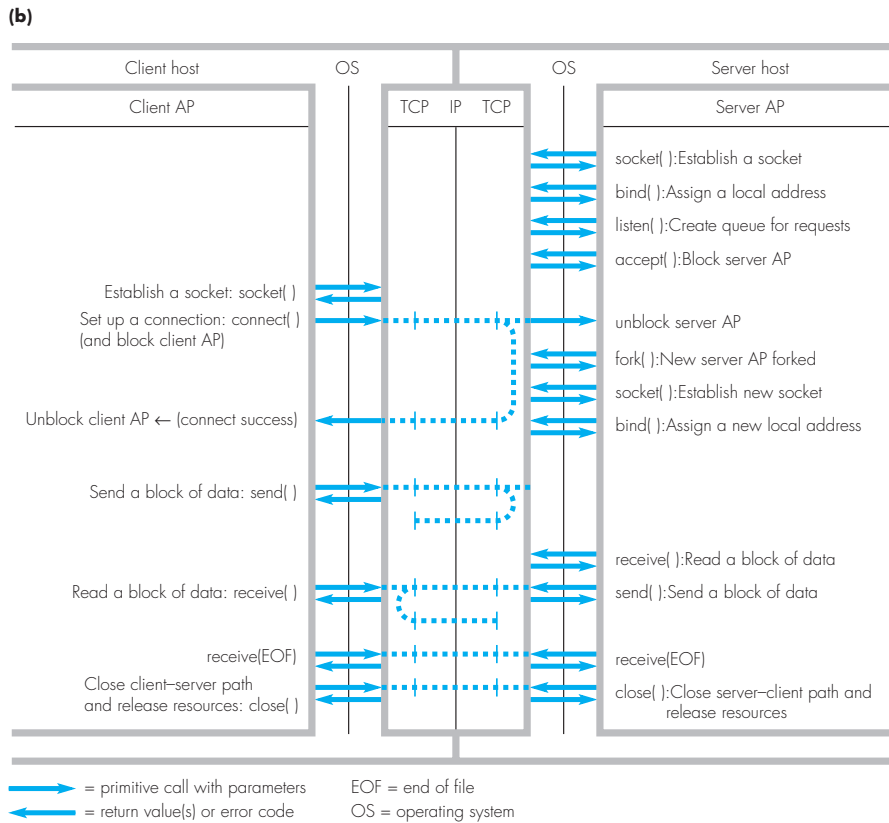 (b)
Client host
OS
OS
Server host
Client AP
TCP
IP
TCP
Server AP
socket( ):Establish a socket
bind( ):Assign a local address
listen( ):Create queue for requests
accept( ):Block server AP
Establish a socket: socket( )
Set up a connection: connect( )
(and block client AP)
unblock server AP
fork( ):New server AP forked
socket( ):Establish new socket
Unblock client AP ← (connect success)
bind( ):Assign a new local address
Send a block of data: send( )
receive( ):Read a block of data
Read a block of data: receive( )
send( ):Send a block of data
receive(EOF)
receive(EOF)
Close client–server path
and release resources: close( )
close( ):Close server–client path and
release resources
= primitive call with parameters
EOF = end of file
= return value(s) or error code
OS = operating system